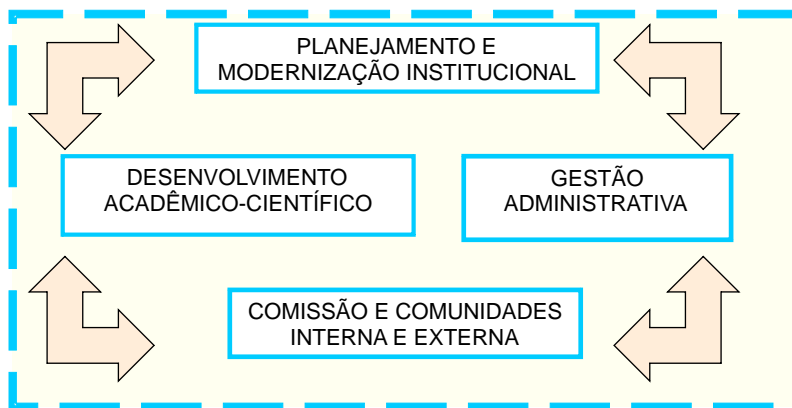 PLANEJAMENTO E
MODERNIZAÇÃO INSTITUCIONAL
DESENVOLVIMENTO
ACADÊMICO-CIENTÍFICO
GESTÃO
ADMINISTRATIVA
COMISSÃO E COMUNIDADES
INTERNA E EXTERNA